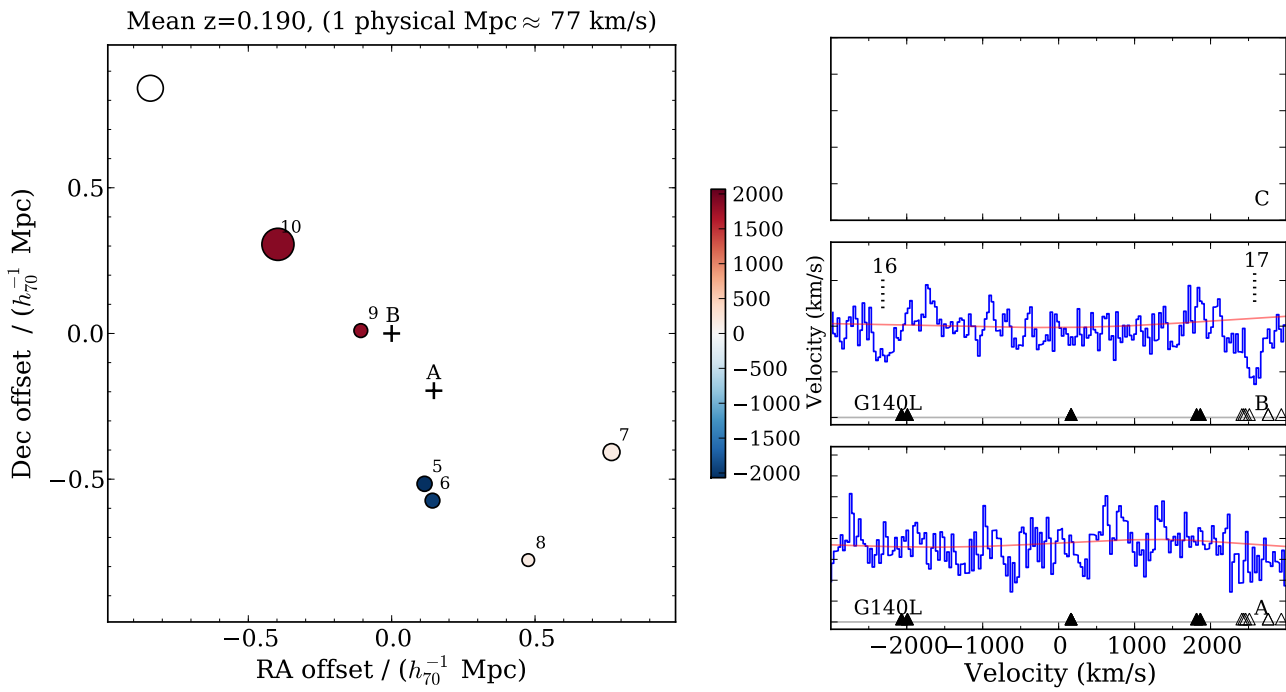 Mean z=0.190, (1 physical Mpc ≈ 77 km/s)
Dec offset / (h₇₀⁻¹ Mpc)
0.5
0.0
−0.5
10
9
B
A
7
5
6
8
−0.5
0.0
0.5
RA offset / (h₇₀⁻¹ Mpc)
2000
1500
1000
500
0
−500
−1000
−1500
−2000
Velocity (km/s)
C
16
17
G140L
B
G140L
A
−2000
−1000
0
1000
2000
Velocity (km/s)